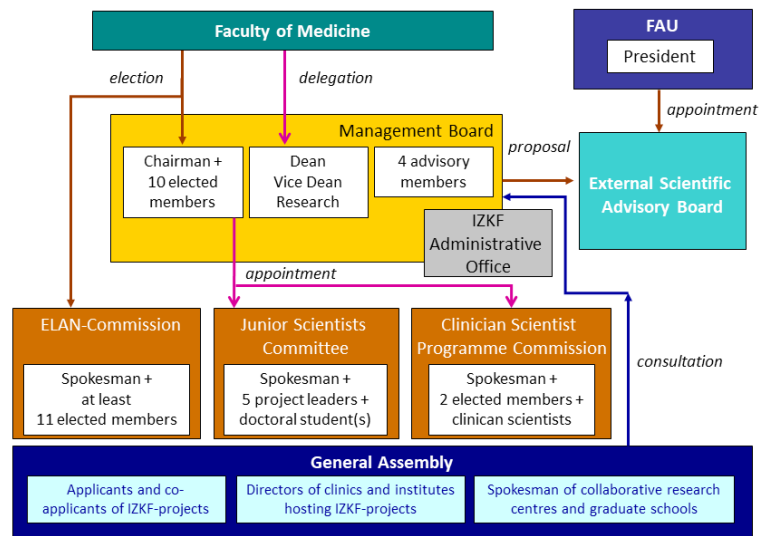 Faculty of Medicine
FAU
President
election
delegation
appointment
Management Board
Chairman +
10 elected
members
Dean
Vice Dean
Research
4 advisory
members
proposal
External Scientific
Advisory Board
IZKF
Administrative
Office
appointment
ELAN-Commission
Spokesman +
at least
11 elected members
Junior Scientists
Committee
Spokesman +
5 project leaders +
doctoral student(s)
Clinician Scientist
Programme Commission
Spokesman +
2 elected members +
clinican scientists
consultation
General Assembly
Applicants and co-
applicants of IZKF-projects
Directors of clinics and institutes
hosting IZKF-projects
Spokesman of collaborative research
centres and graduate schools